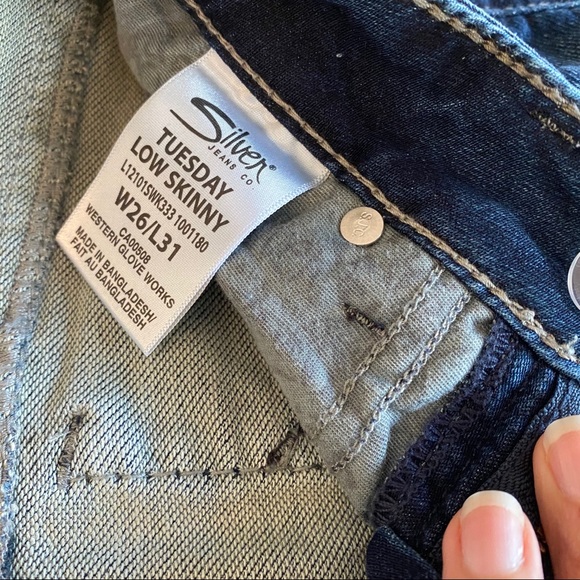 Silver®
JEANS CO
TUESDAY
LOW SKINNY
L12101SWK333 1001180
W26/L31
CA00508
WESTERN GLOVE WORKS
MADE IN BANGLADESH/
FAIT AU
BANGLADESH